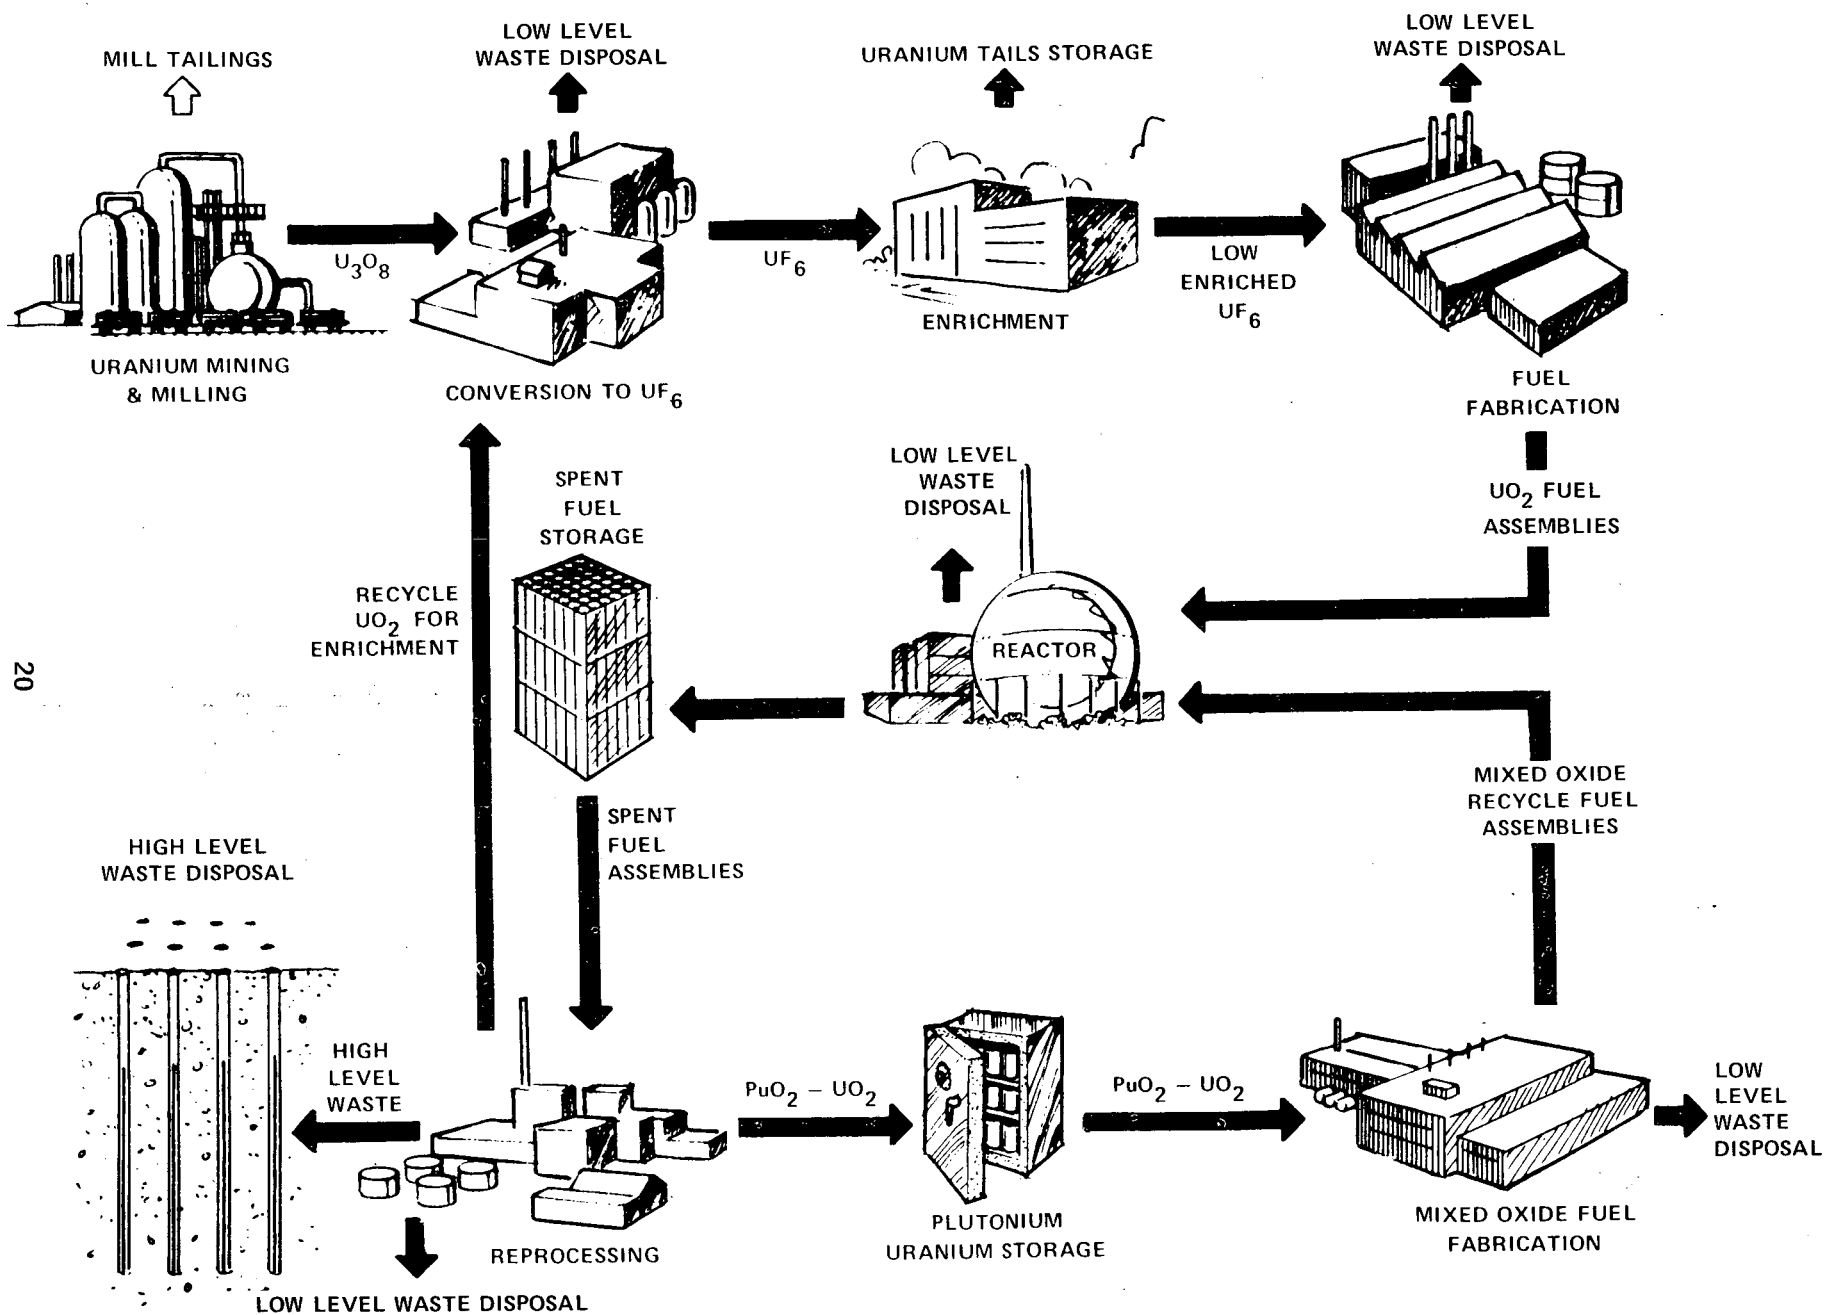 MILL TAILINGS
LOW LEVEL
WASTE DISPOSAL
URANIUM TAILS STORAGE
LOW LEVEL
WASTE DISPOSAL
U3O8
UF6
LOW
ENRICHED
UF6
URANIUM MINING
& MILLING
CONVERSION TO UF6
ENRICHMENT
FUEL
FABRICATION
SPENT
FUEL
STORAGE
LOW LEVEL
WASTE
DISPOSAL
UO2 FUEL
ASSEMBLIES
RECYCLE
UO2 FOR
ENRICHMENT
REACTOR
20
MIXED OXIDE
RECYCLE FUEL
ASSEMBLIES
SPENT
FUEL
ASSEMBLIES
HIGH LEVEL
WASTE DISPOSAL
HIGH
LEVEL
WASTE
PuO2 – UO2
PuO2 – UO2
LOW
LEVEL
WASTE
DISPOSAL
REPROCESSING
PLUTONIUM
URANIUM STORAGE
MIXED OXIDE FUEL
FABRICATION
LOW LEVEL WASTE DISPOSAL